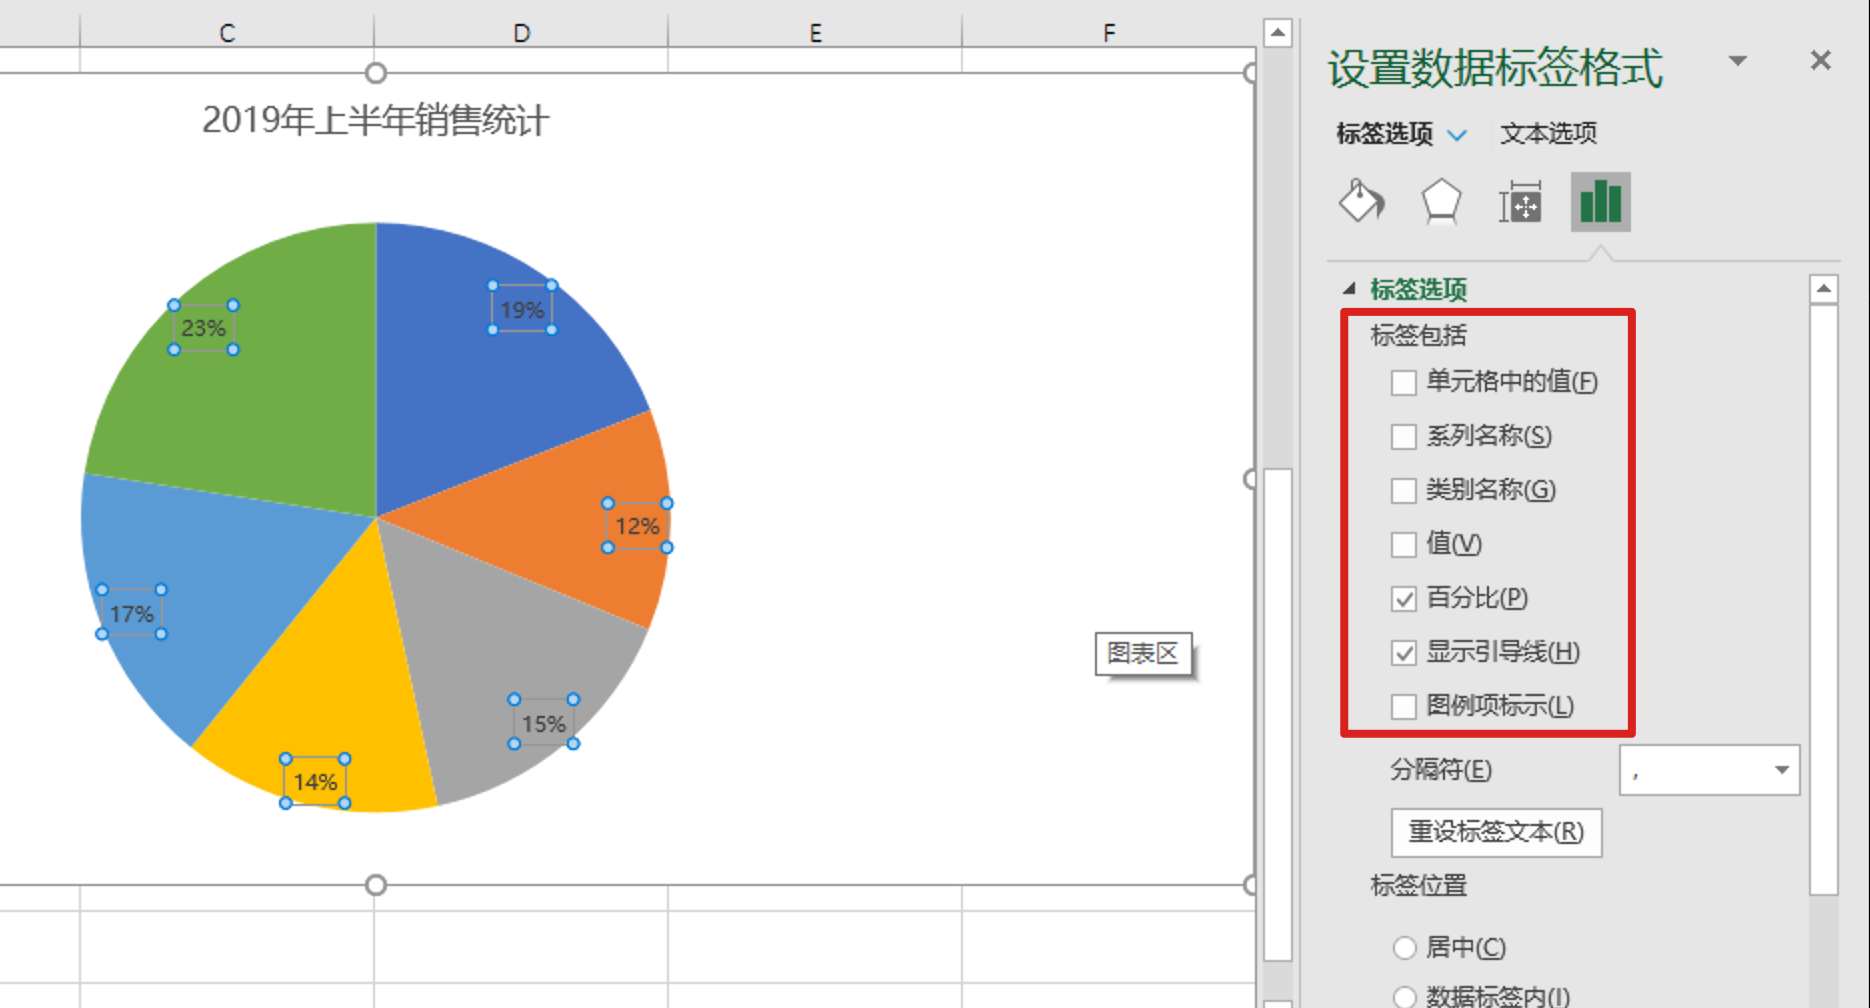 C D E F
2019年上半年销售统计
23%
19%
12%
17%
15%
14%
图表区
设置数据标签格式
标签选项 文本选项
标签选项
标签包括
单元格中的值(F)
系列名称(S)
类别名称(G)
值(V)
百分比(P)
显示引导线(H)
图例项标示(L)
分隔符(E) ,
重设标签文本(R)
标签位置
居中(C)
数据标签内(I)